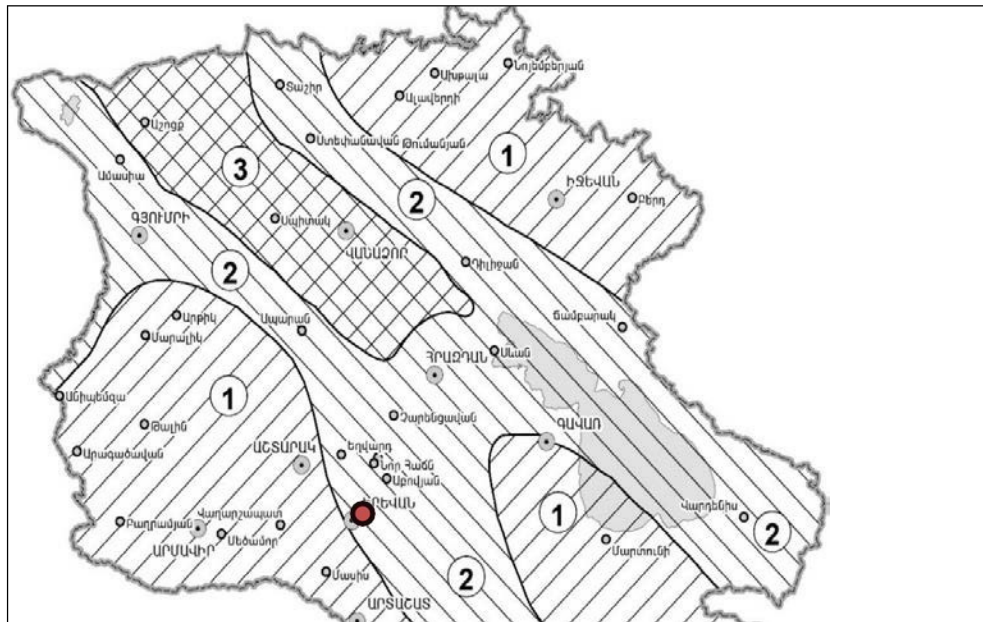 Նոյեմբերյան
Ախթալա
Տաշիր
Ալավերդի
Աշոցք
Ստեփանավան
Թումանյան
1
Ամասիա
3
ԻՋԵՎԱՆ
Բերդ
2
Սպիտակ
ԳՅՈՒՄՐԻ
ՎԱՆԱՁՈՐ
Դիլիջան
2
Արթիկ
Ապարան
Ճամբարակ
Մարալիկ
ՀՐԱԶԴԱՆ
Սևան
Անիպեմզա
1
Չարենցավան
ԳԱՎԱՌ
Թալին
Արագածավան
ԱՇՏԱՐԱԿ
Եղվարդ
Նոր Հաճն
Աբովյան
ԵՐԵՎԱՆ
1
Վարդենիս
2
Բաղրամյան
Վաղարշապատ
ԱՐՄԱՎԻՐ
Մեծամոր
Մարտունի
Մասիս
2
ԱՐՏԱՇԱՏ